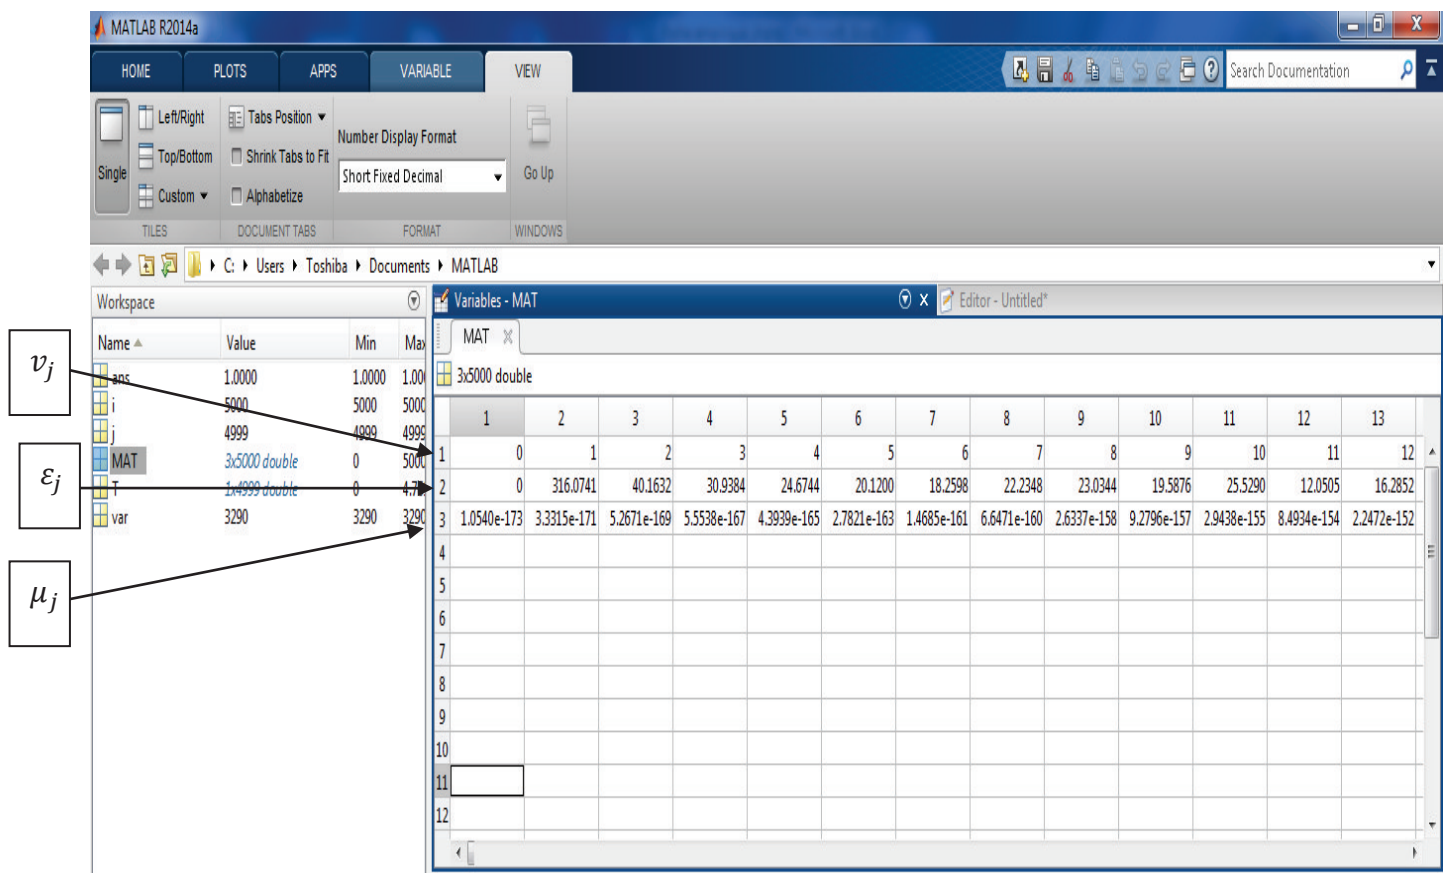 MATLAB R2014a
HOME PLOTS APPS VARIABLE VIEW Search Documentation
Single Left/Right Top/Bottom Custom
Tabs Position Shrink Tabs to Fit Alphabetize
Number Display Format
Short Fixed Decimal
Go Up
TILES DOCUMENT TABS FORMAT WINDOWS
C: Users Toshiba Documents MATLAB
Workspace
Name Value Min Max
ans 1.0000 1.0000 1.00
i 5000 5000 5000
j 4999 4999 4999
MAT 3x5000 double 0 5000
T 1x4999 double 0
var 3290 3290 3290
Variables - MAT Editor - Untitled*
MAT
3x5000 double
1 2 3 4 5 6 7 8 9 10 11 12 13
1 0 1 2 3 4 5 6 7 8 9 10 11 12
2 0 316.0741 40.1632 30.9384 24.6744 20.1200 18.2598 22.2348 23.0344 19.5876 25.5290 12.0505 16.2852
3 1.0540e-173 3.3315e-171 5.2671e-169 5.5538e-167 4.3939e-165 2.7821e-163 1.4685e-161 6.6471e-160 2.6337e-158 9.2796e-157 2.9438e-155 8.4934e-154 2.2472e-152
4
5
6
7
8
9
10
11
12
v_j
ε_j
μ_j